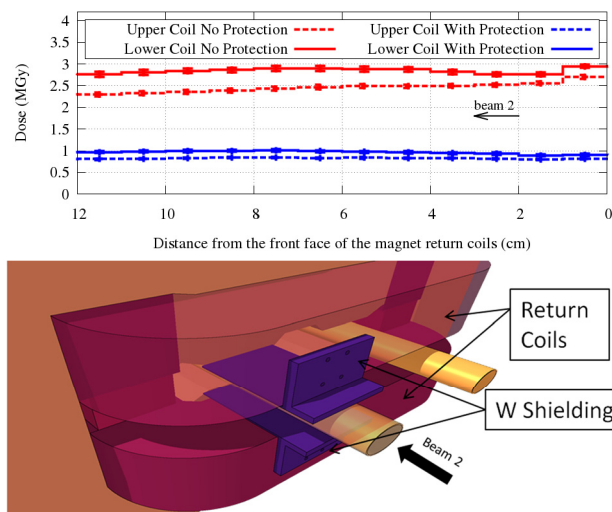 Upper Coil No Protection
Upper Coil With Protection
Lower Coil No Protection
Lower Coil With Protection
Dose (MGy)
4
3.5
3
2.5
2
1.5
1
0.5
0
beam 2
12
10
8
6
4
2
0
Distance from the front face of the magnet return coils (cm)
Return
Coils
W Shielding
Beam 2